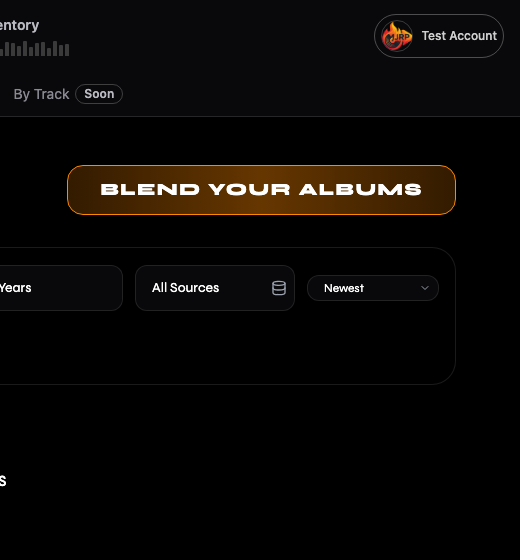 entory
Test Account
By Track Soon
BLEND YOUR ALBUMS
Years
All Sources
Newest
s